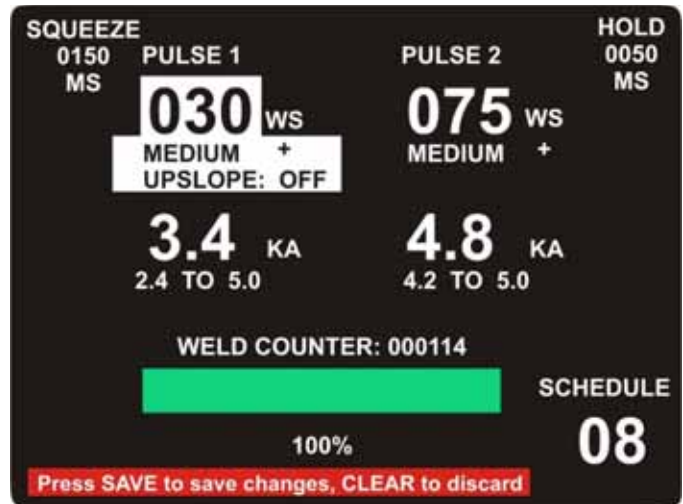 SQUEEZE
0150
MS
HOLD
0050
MS
PULSE 1
030 WS
MEDIUM +
UPSLOPE: OFF
3.4 KA
2.4 TO 5.0
PULSE 2
075 WS
MEDIUM +
4.8 KA
4.2 TO 5.0
WELD COUNTER: 000114
100%
SCHEDULE
08
Press SAVE to save changes, CLEAR to discard